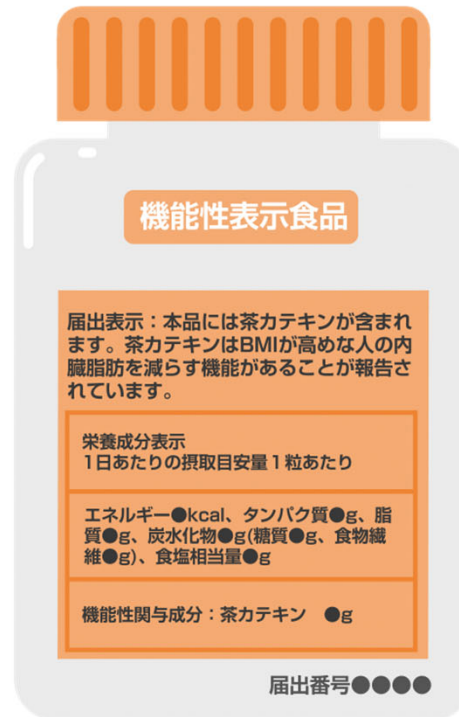 機能性表示食品
届出表示：本品には茶カテキンが含まれ
ます。茶カテキンはBMIが高めな人の内
臓脂肪を減らす機能があることが報告さ
れています。
栄養成分表示
1日あたりの摂取目安量1粒あたり
エネルギー●kcal、タンパク質●g、脂
質●g、炭水化物●g(糖質●g、食物繊
維●g)、食塩相当量●g
機能性関与成分：茶カテキン　●g
届出番号●●●●